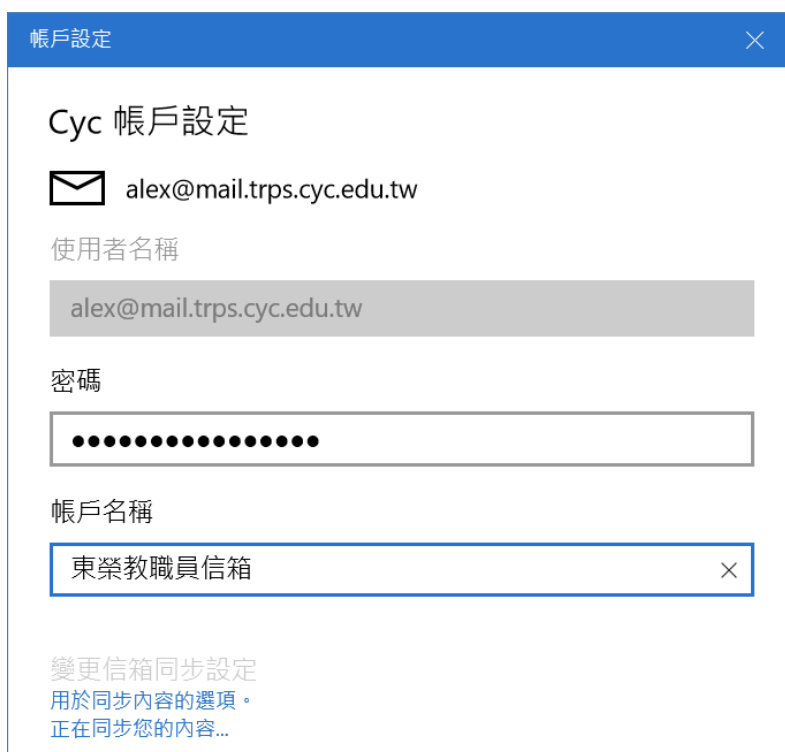 帳戶設定
Cyc 帳戶設定
alex@mail.trps.cyc.edu.tw
使用者名稱
alex@mail.trps.cyc.edu.tw
密碼
●●●●●●●●●●●●●●●●
帳戶名稱
東榮教職員信箱
變更信箱同步設定
用於同步內容的選項。
正在同步您的內容...